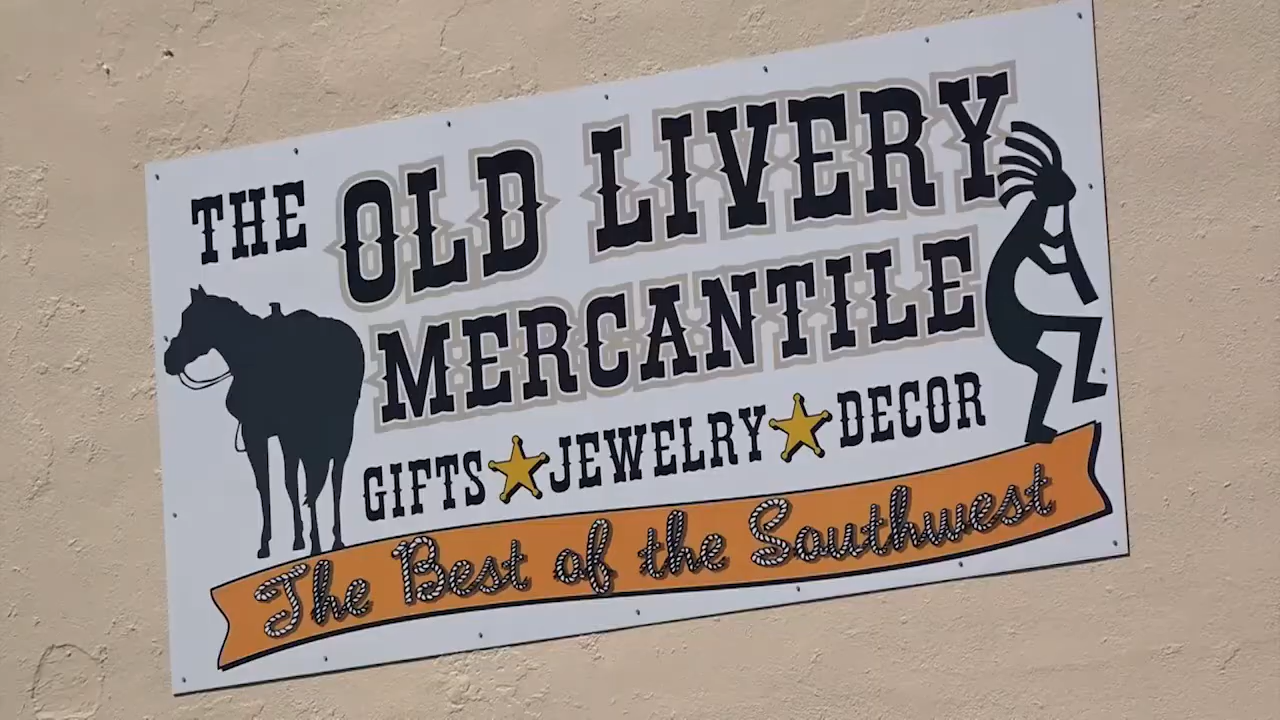 THE OLD LIVERY
MERCANTILE
GIFTS JEWELRY DECOR
The Best of the Southwest